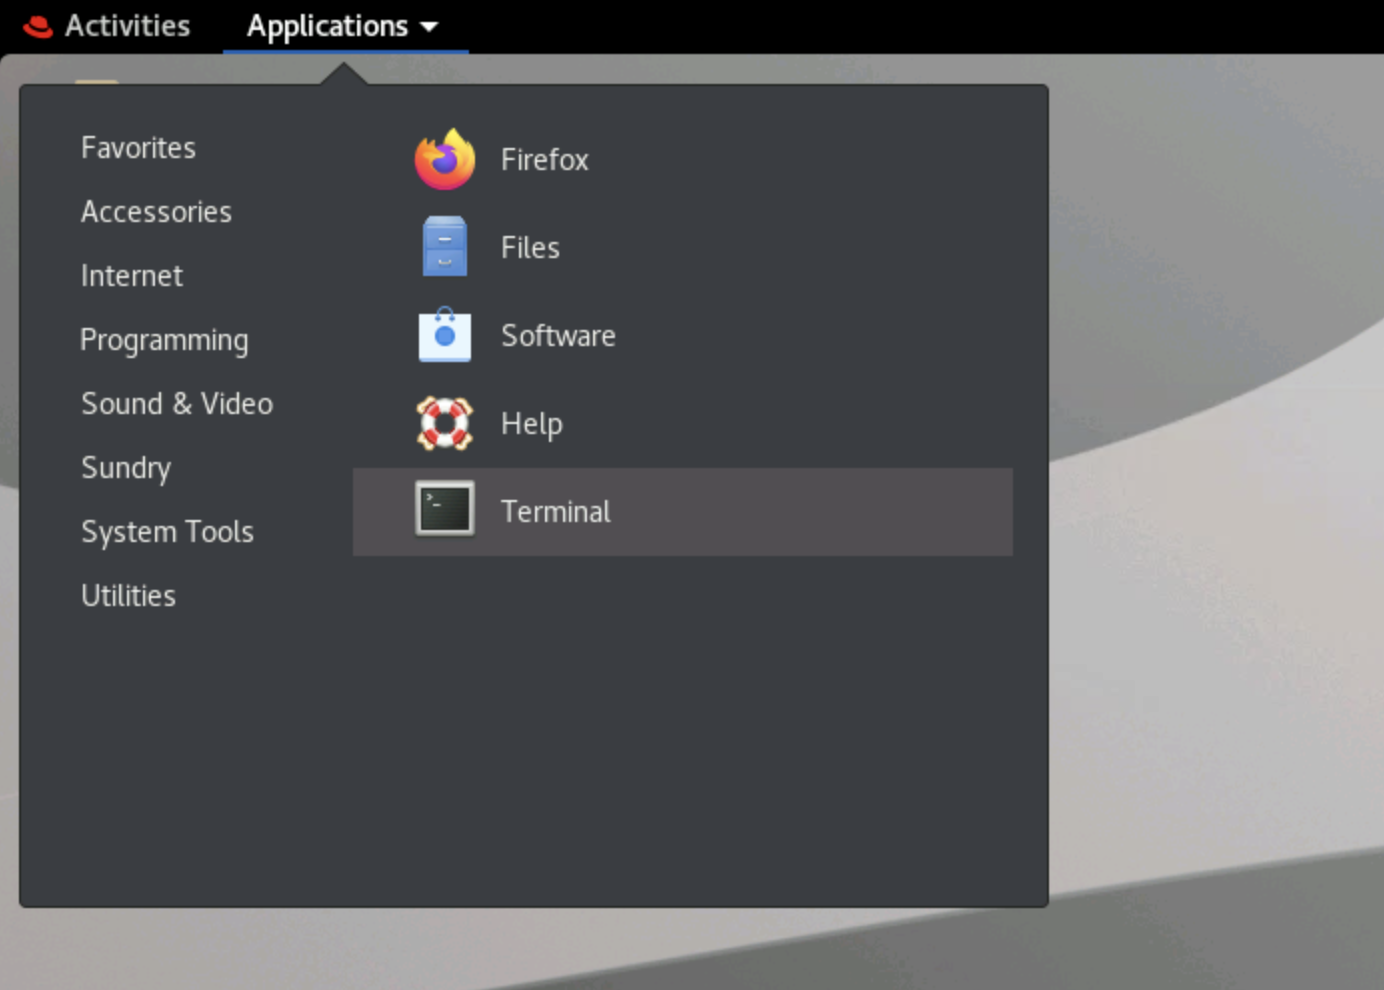 Activities Applications
Favorites
Accessories
Internet
Programming
Sound & Video
Sundry
System Tools
Utilities
Firefox
Files
Software
Help
Terminal